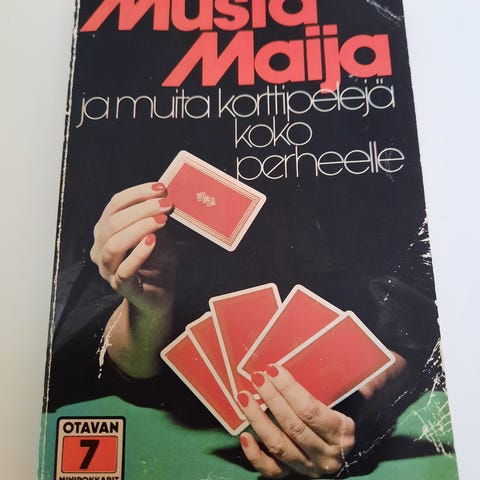 Musta
Maija
ja muita korttipelejä
koko
perheelle
OTAVAN
7
MINIPOKKARIT